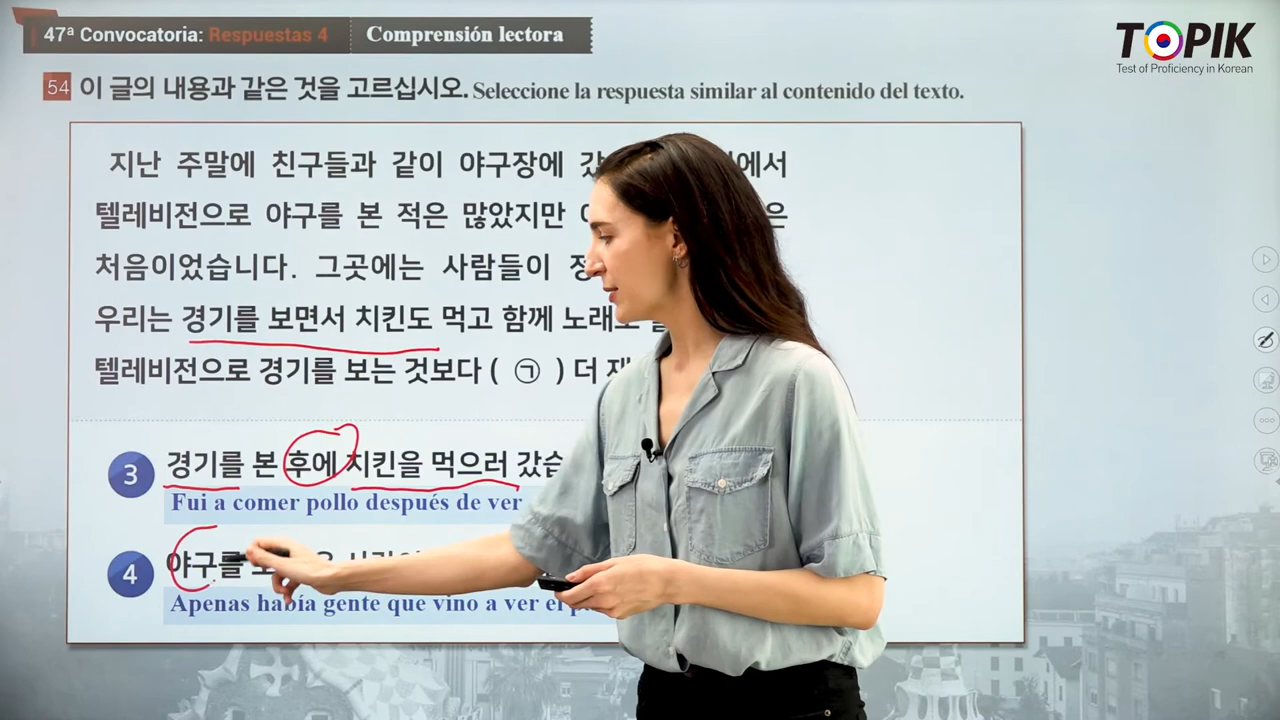 47ª Convocatoria: Respuestas 4 Comprensión lectora
TOPIK
Test of Proficiency in Korean
54 이 글의 내용과 같은 것을 고르십시오. Seleccione la respuesta similar al contenido del texto.
지난 주말에 친구들과 같이 야구장에
에서
텔레비전으로 야구를 본 적은 많았지만
은
처음이었습니다. 그곳에는 사람들이
우리는 경기를 보면서 치킨도 먹고 함께
텔레비전으로 경기를 보는 것보다 ( ㉠ ) 더
3 경기를 본 후에 치킨을 먹으러
Fui a comer pollo después de ver
4 야구를
Apenas había gente que vino a ver el